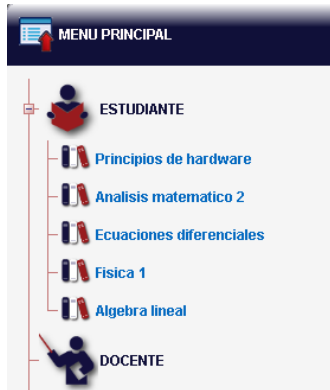 MENU PRINCIPAL
ESTUDIANTE
Principios de hardware
Analisis matematico 2
Ecuaciones diferenciales
Fisica 1
Algebra lineal
DOCENTE